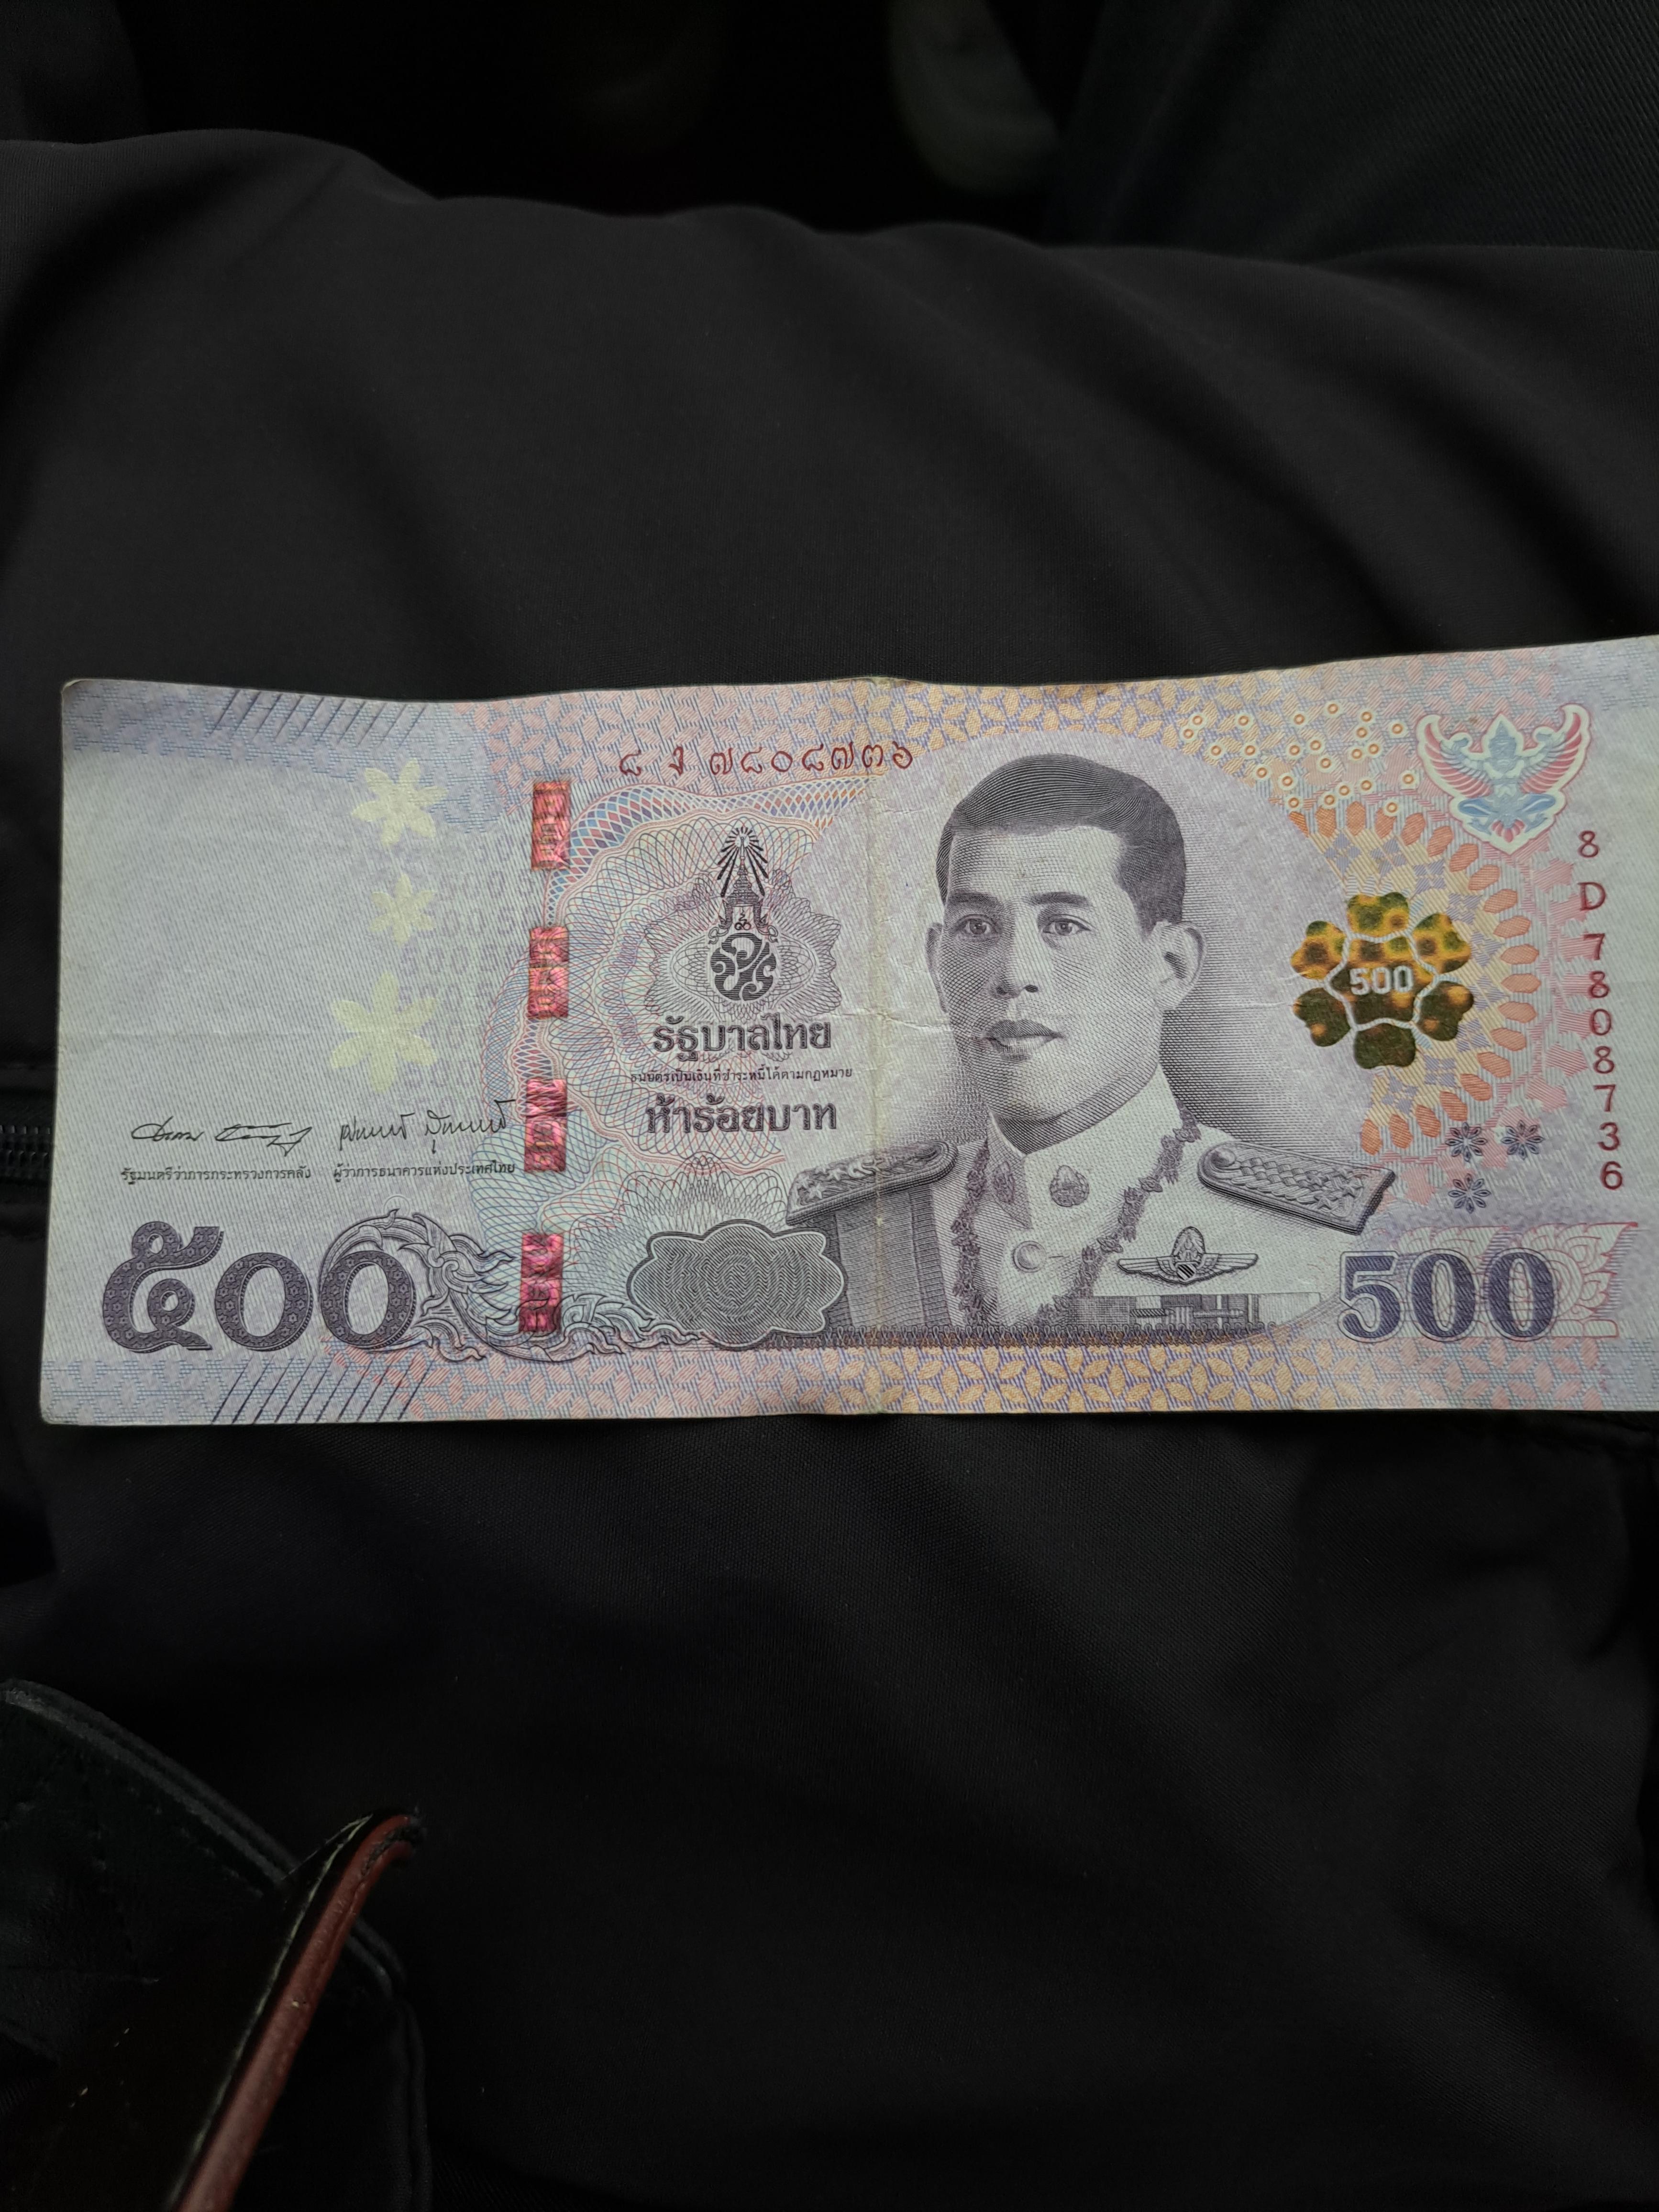 ๘ ง ๗๘๐๘๗๓๖
8D7808736
500
รัฐบาลไทย
ธนบัตรเป็นเงินที่ชำระหนี้ได้ตามกฎหมาย
ห้าร้อยบาท
รัฐมนตรีว่าการกระทรวงการคลัง ผู้ว่าการธนาคารแห่งประเทศไทย
๕๐๐
500